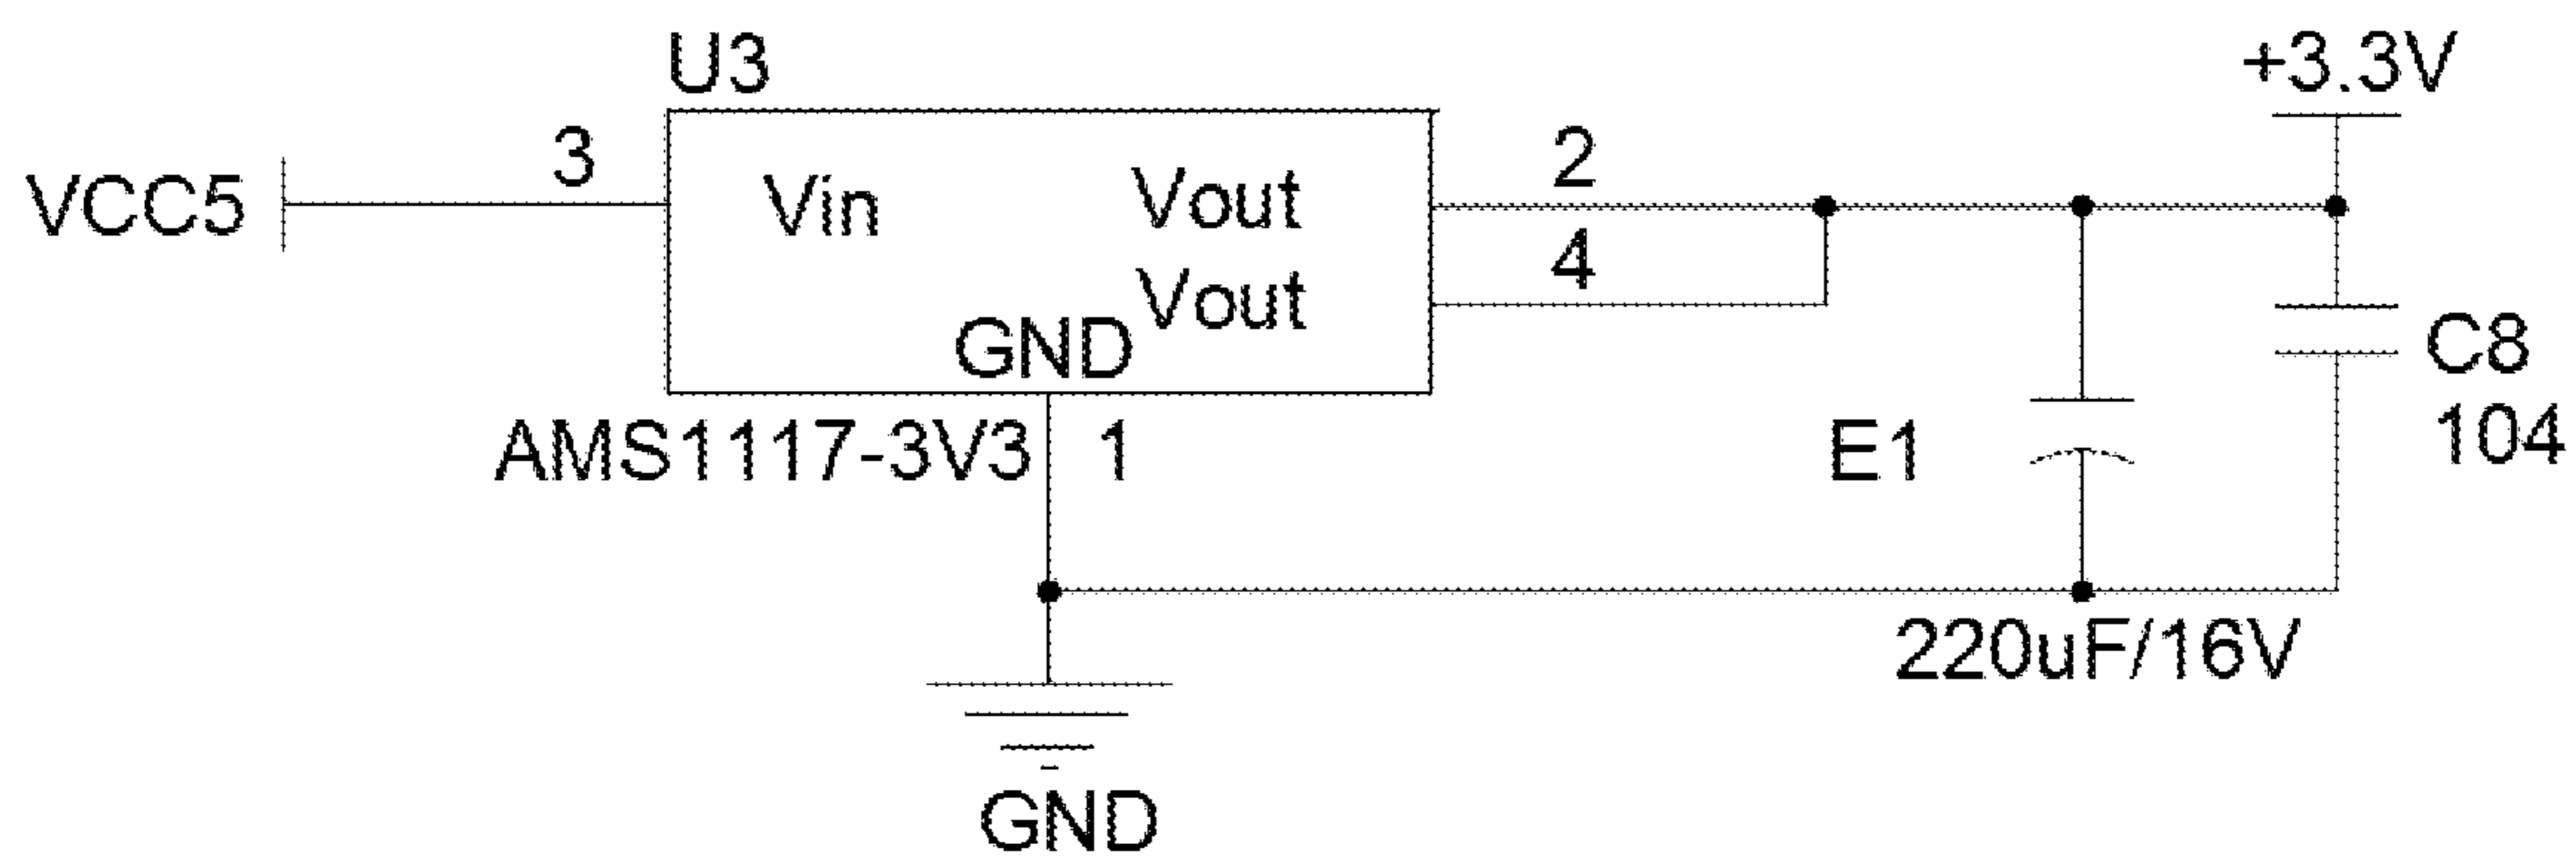 U3
+3.3V
VCC5
3
Vin
Vout
2
Vout
4
GND
AMS1117-3V3
1
E1
C8
104
220uF/16V
GND